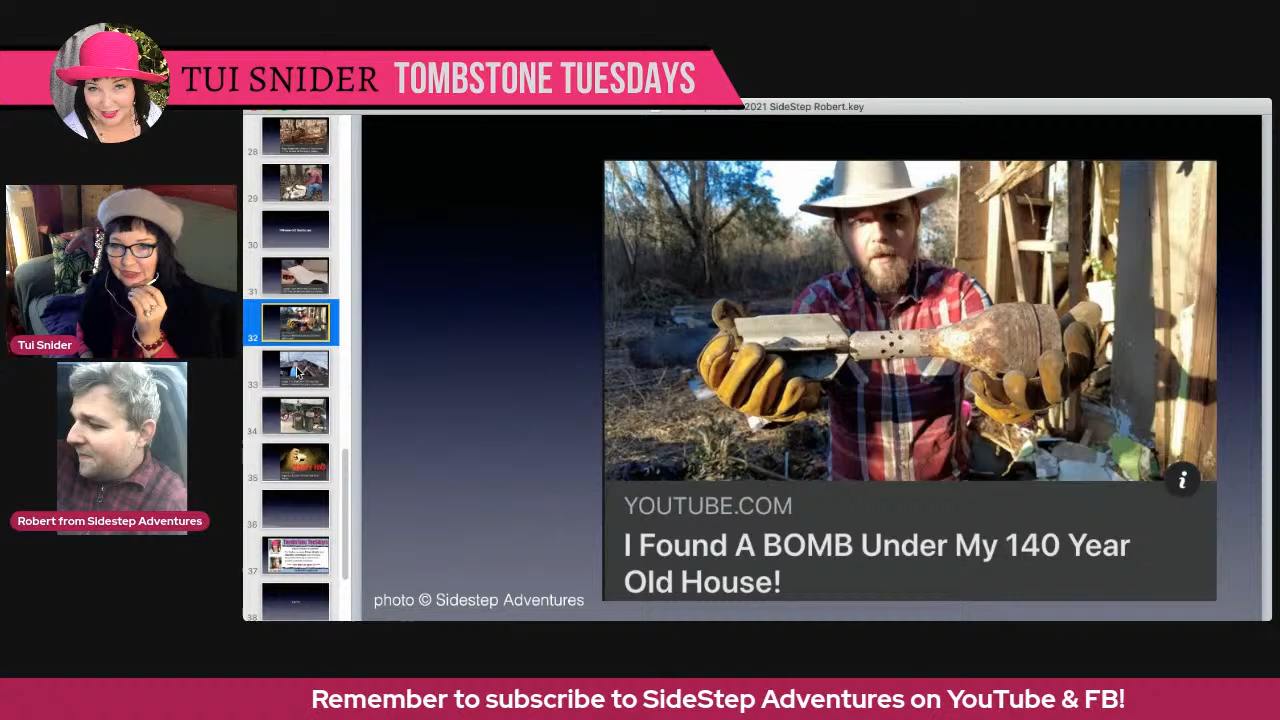 TUI SNIDER TOMBSTONE TUESDAYS
2021 SideStep Robert.key
28
29
30
31
32
33
34
35
36
37
38
Tui Snider
Robert from Sidestep Adventures
YOUTUBE.COM
I Found A BOMB Under My 140 Year
Old House!
photo © Sidestep Adventures
Remember to subscribe to SideStep Adventures on YouTube & FB!